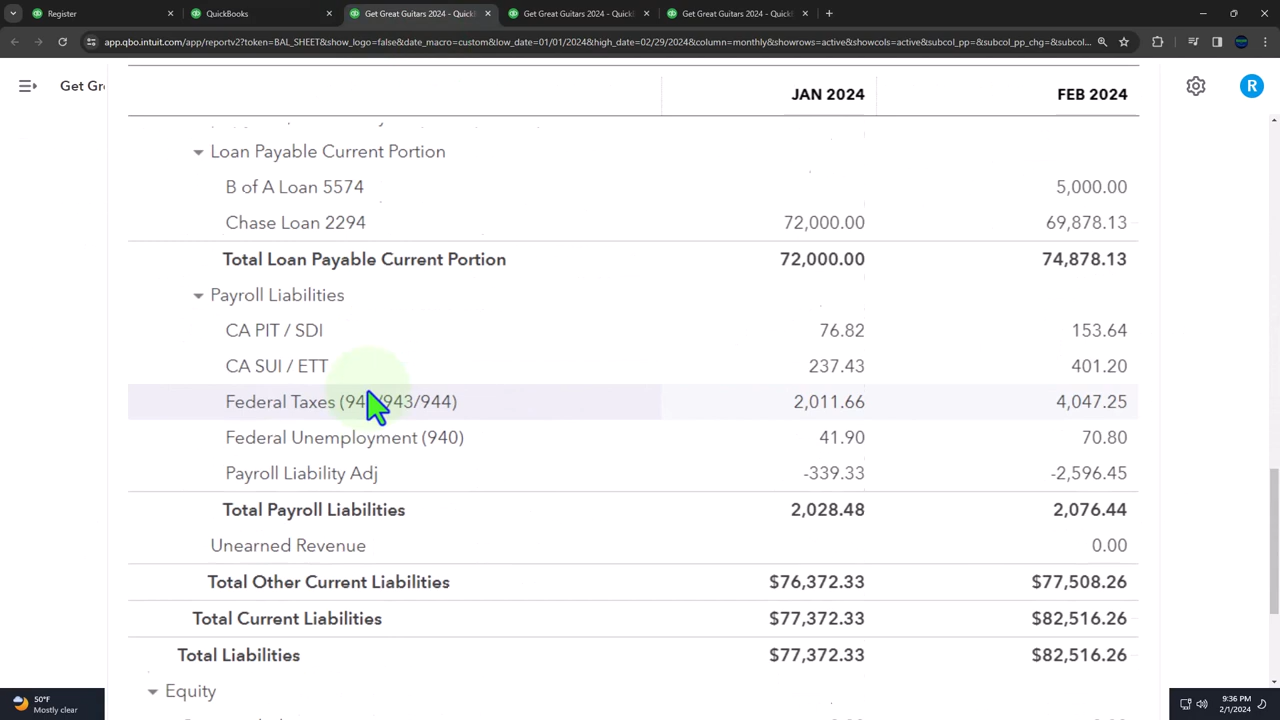 Register
QuickBooks
Get Great Guitars 2024 - Quick
Get Great Guitars 2024 - Quick
Get Great Guitars 2024 - Quick
app.qbo.intuit.com/app/reportv2?token=BAL_SHEET&show_logo=false&date_macro=custom&low_date=01/01/2024&high_date=02/29/2024&column=monthly&showrows=active&showcols=active&subcol_pp=&subcol_pp_chg=&subcol...
Get Gr
R
JAN 2024 FEB 2024
Loan Payable Current Portion
B of A Loan 5574 5,000.00
Chase Loan 2294 72,000.00 69,878.13
Total Loan Payable Current Portion 72,000.00 74,878.13
Payroll Liabilities
CA PIT / SDI 76.82 153.64
CA SUI / ETT 237.43 401.20
Federal Taxes (94 /943/944) 2,011.66 4,047.25
Federal Unemployment (940) 41.90 70.80
Payroll Liability Adj -339.33 -2,596.45
Total Payroll Liabilities 2,028.48 2,076.44
Unearned Revenue 0.00
Total Other Current Liabilities $76,372.33 $77,508.26
Total Current Liabilities $77,372.33 $82,516.26
Total Liabilities $77,372.33 $82,516.26
Equity
50°F
Mostly clear
9:36 PM
2/1/2024